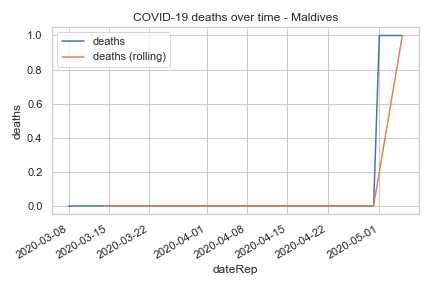 COVID-19 deaths over time - Maldives
deaths
deaths (rolling)
1.0
0.8
0.6
0.4
0.2
0.0
deaths
2020-03-08
2020-03-15
2020-03-22
2020-04-01
2020-04-08
2020-04-15
2020-04-22
2020-05-01
dateRep